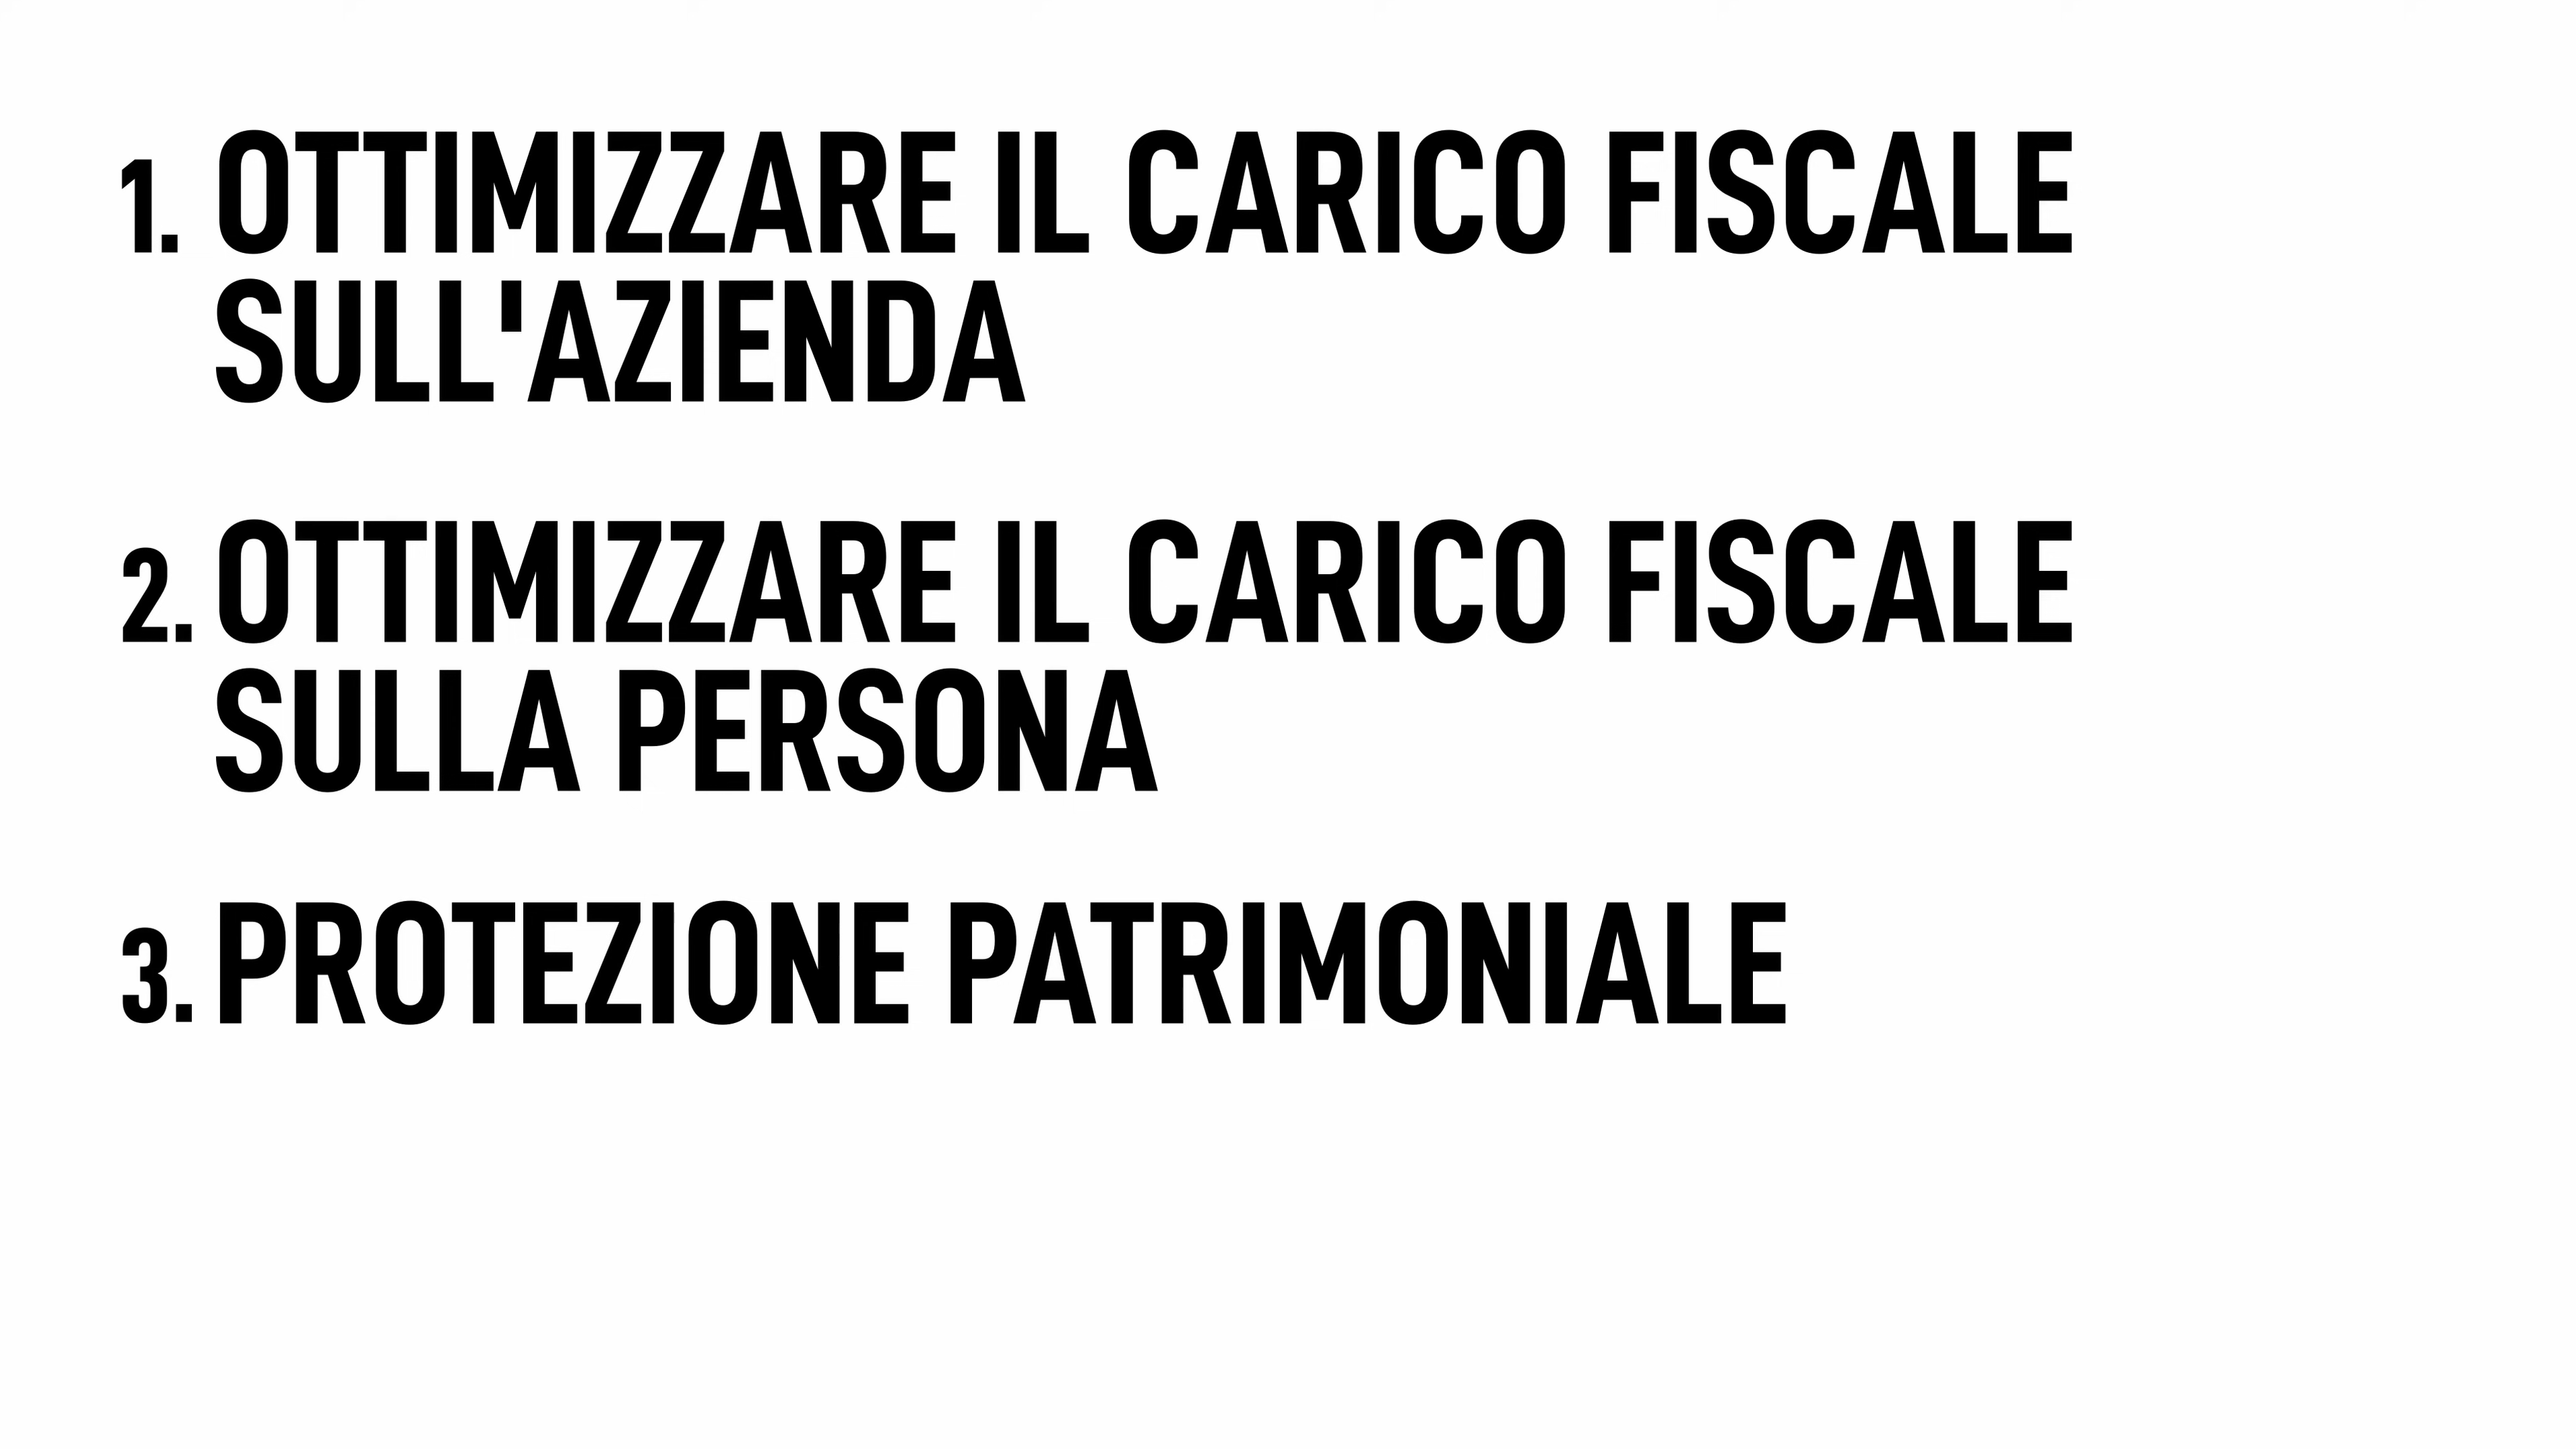 1. OTTIMIZZARE IL CARICO FISCALE
SULL'AZIENDA
2. OTTIMIZZARE IL CARICO FISCALE
SULLA PERSONA
3. PROTEZIONE PATRIMONIALE